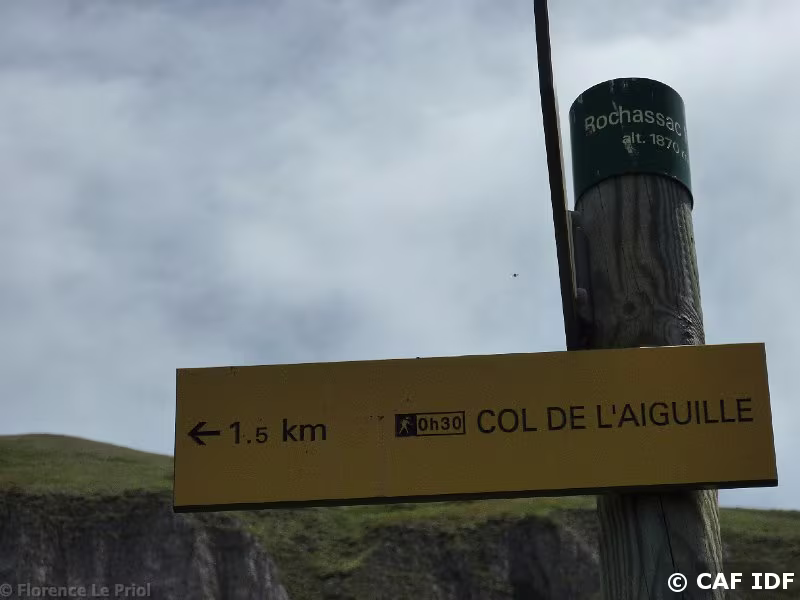 Rochassac
alt. 1870 m
← 1.5 km 0h30 COL DE L'AIGUILLE
© Florence Le Priol
© CAF IDF